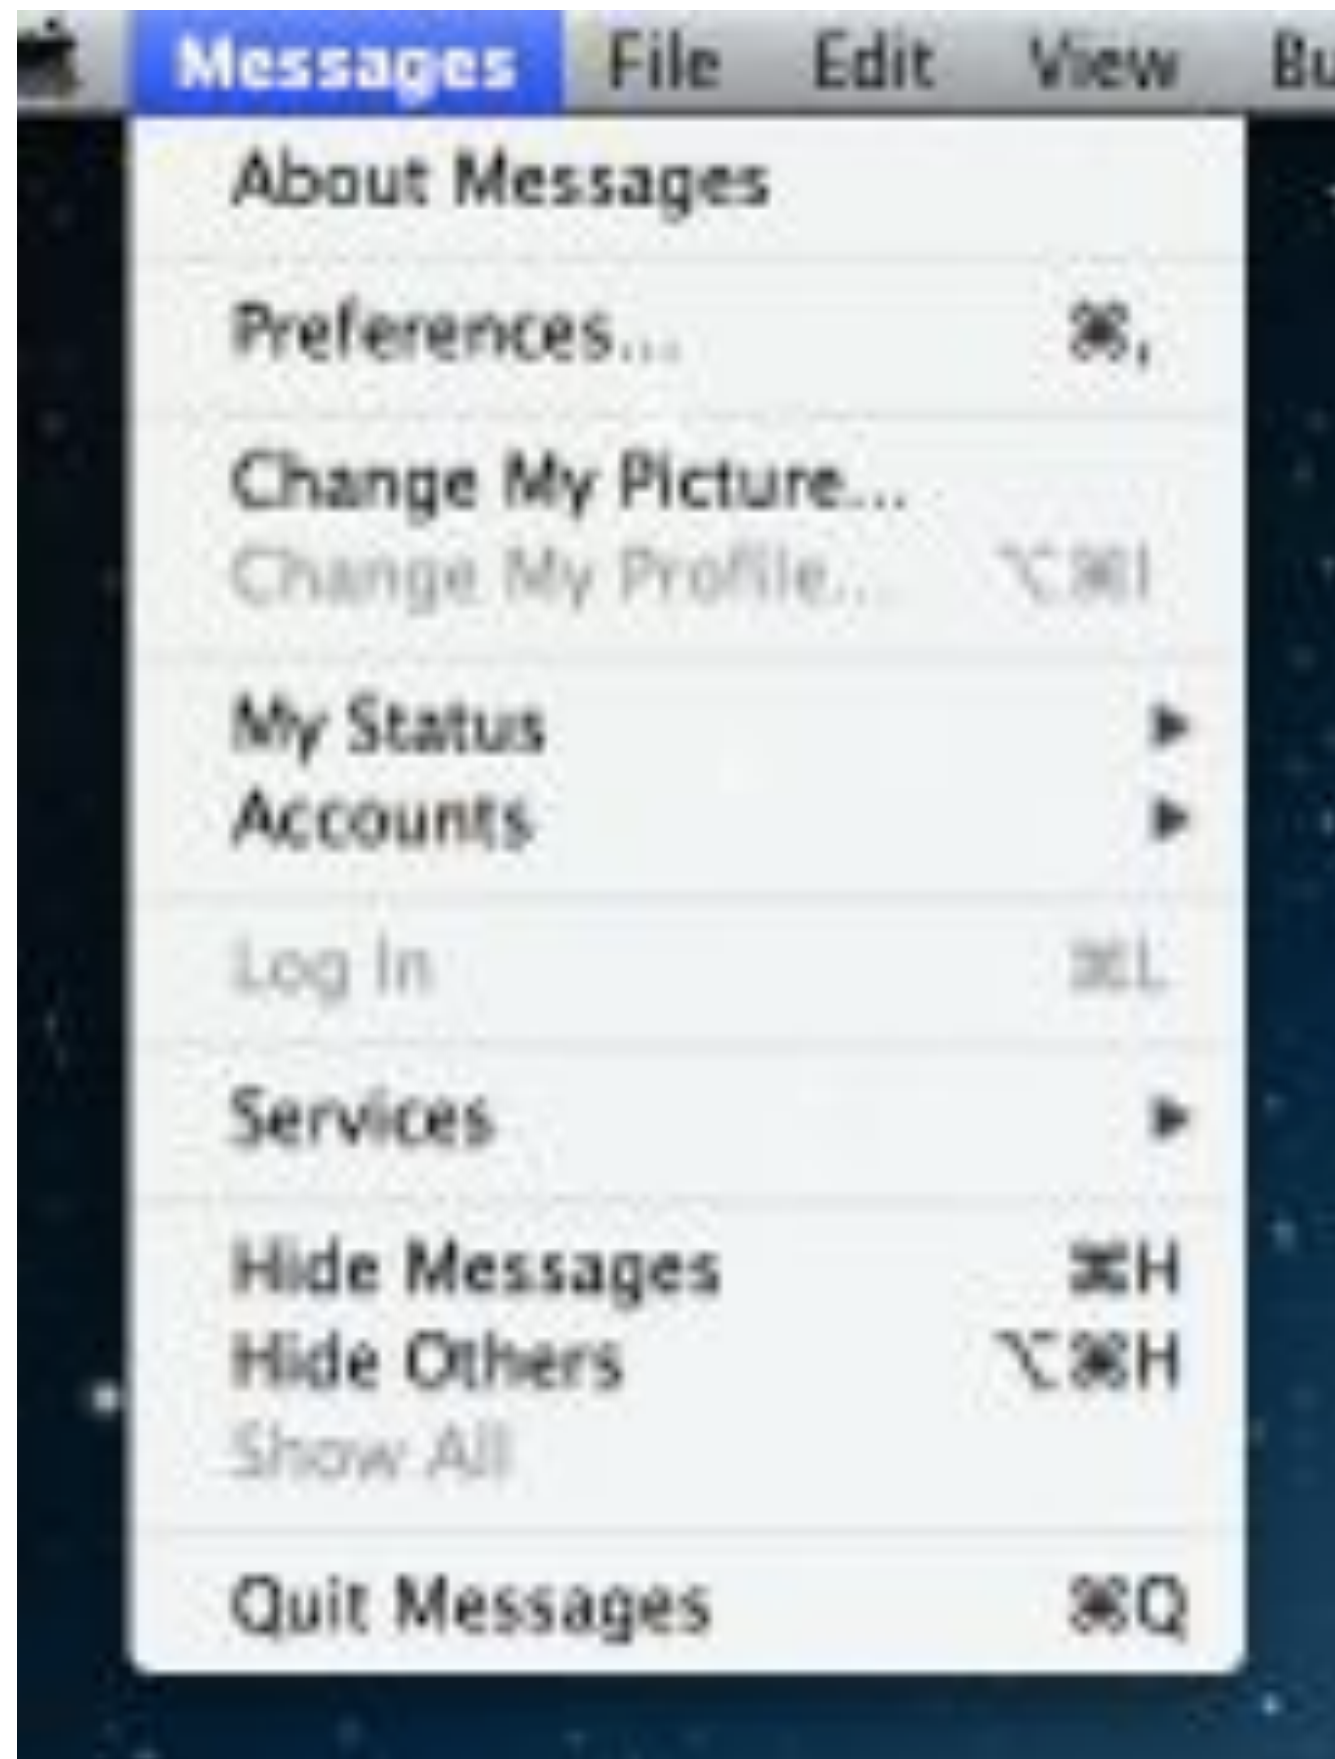 Messages File Edit View Bu
About Messages
Preferences... ⌘,
Change My Picture...
Change My Profile... ⌥⌘I
My Status ▶
Accounts ▶
Log In ⌘L
Services ▶
Hide Messages ⌘H
Hide Others ⌥⌘H
Show All
Quit Messages ⌘Q